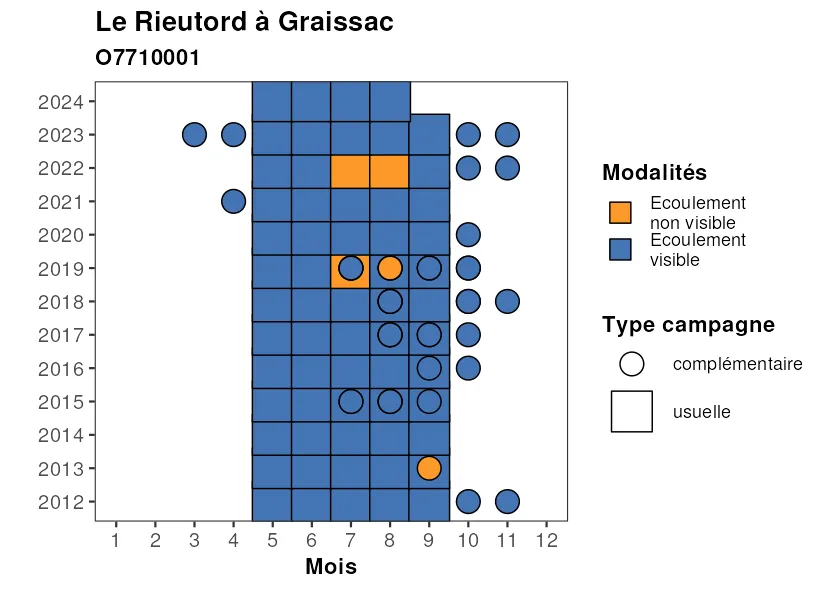 Le Rieutord à Graissac
O7710001
2024
2023
2022
2021
2020
2019
2018
2017
2016
2015
2014
2013
2012
1 2 3 4 5 6 7 8 9 10 11 12
Mois
Modalités
Ecoulement
non visible
Ecoulement
visible
Type campagne
complémentaire
usuelle